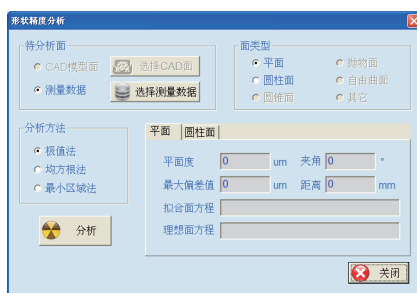 形状精度分析
待分析面
CAD模型面 选择CAD面
测量数据 选择测量数据
面类型
平面 抛物面
圆柱面 自由曲面
圆锥面 其它
分析方法
极值法
均方根法
最小区域法
分析
平面 圆柱面
平面度 0 um 夹角 0 °
最大偏差值 0 um 距离 0 mm
拟合面方程
理想面方程
关闭